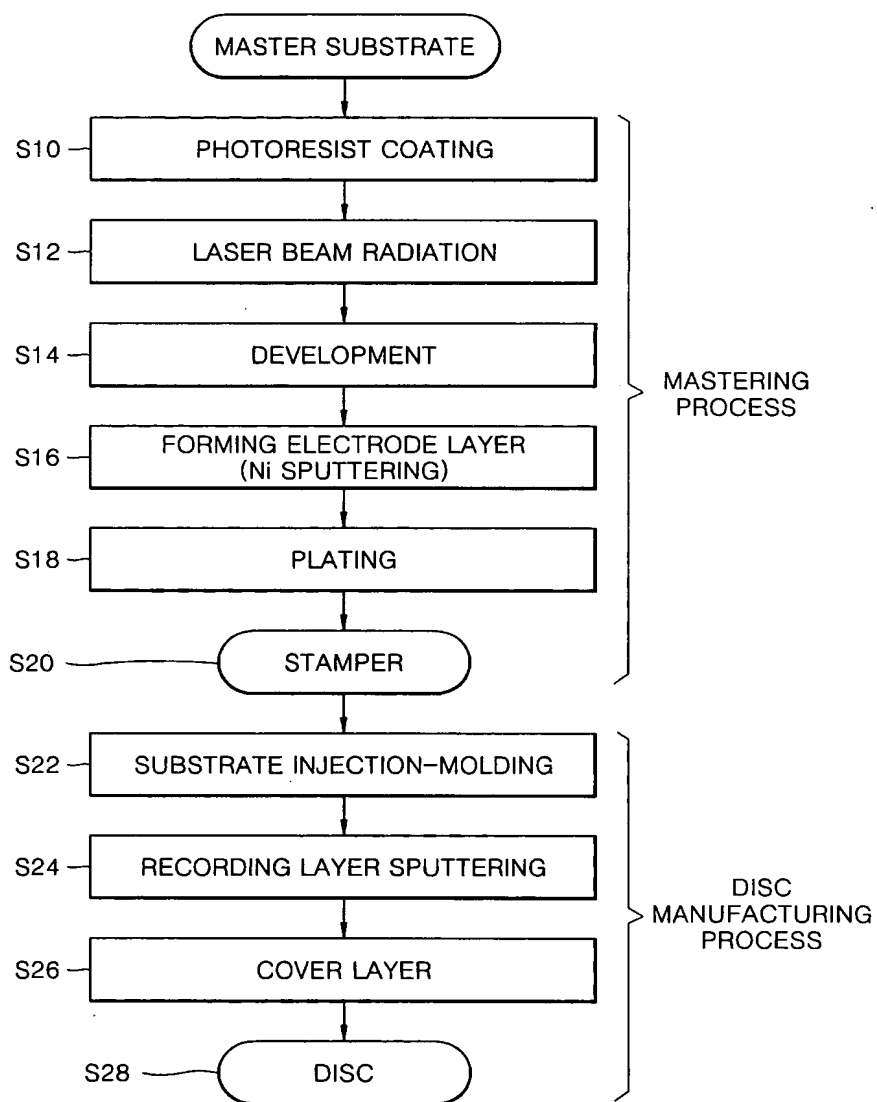 MASTER SUBSTRATE
S10
PHOTORESIST COATING
S12
LASER BEAM RADIATION
S14
DEVELOPMENT
MASTERING
PROCESS
S16
FORMING ELECTRODE LAYER
(Ni SPUTTERING)
S18
PLATING
S20
STAMPER
S22
SUBSTRATE INJECTION-MOLDING
S24
RECORDING LAYER SPUTTERING
DISC
MANUFACTURING
PROCESS
S26
COVER LAYER
S28
DISC